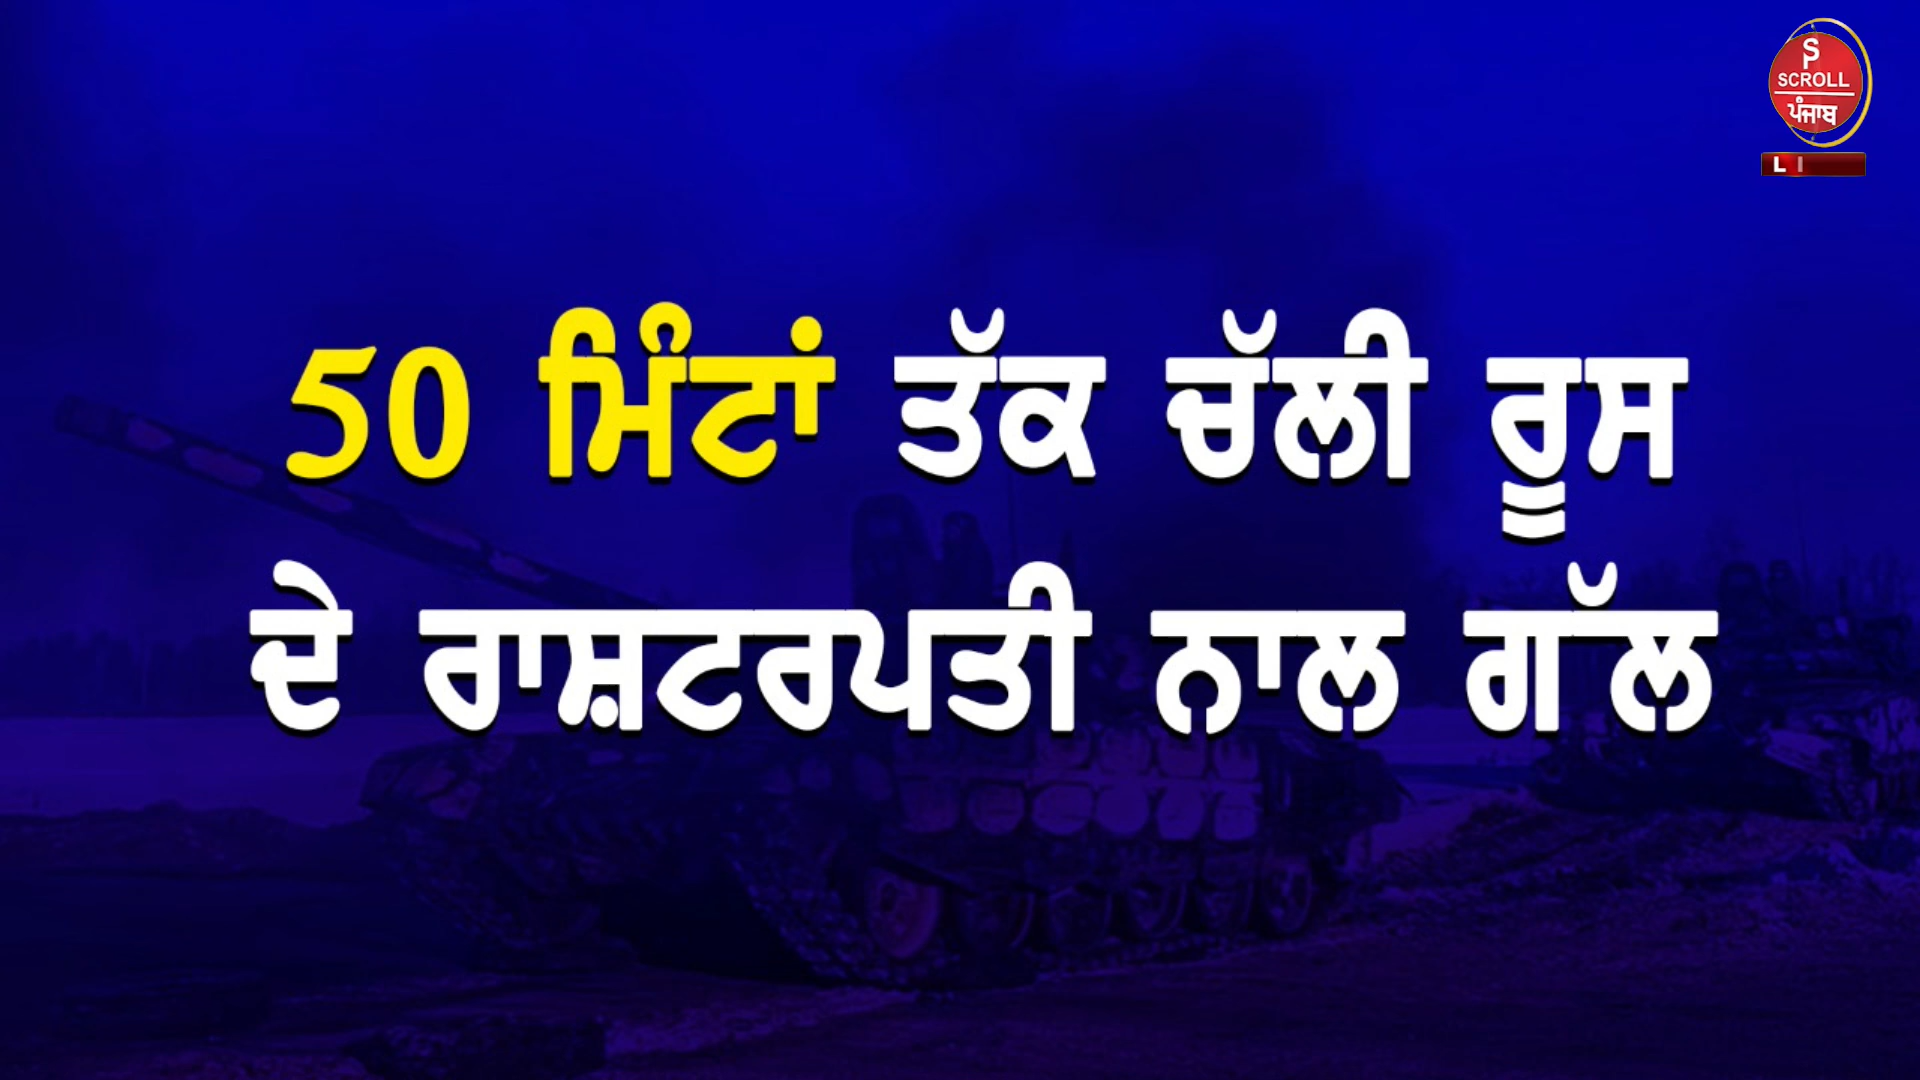 S
P
SCROLL
ਪੰਜਾਬ
L I
50 ਮਿੰਟਾਂ ਤੱਕ ਚੱਲੀ ਰੂਸ
ਦੇ ਰਾਸ਼ਟਰਪਤੀ ਨਾਲ ਗੱਲ